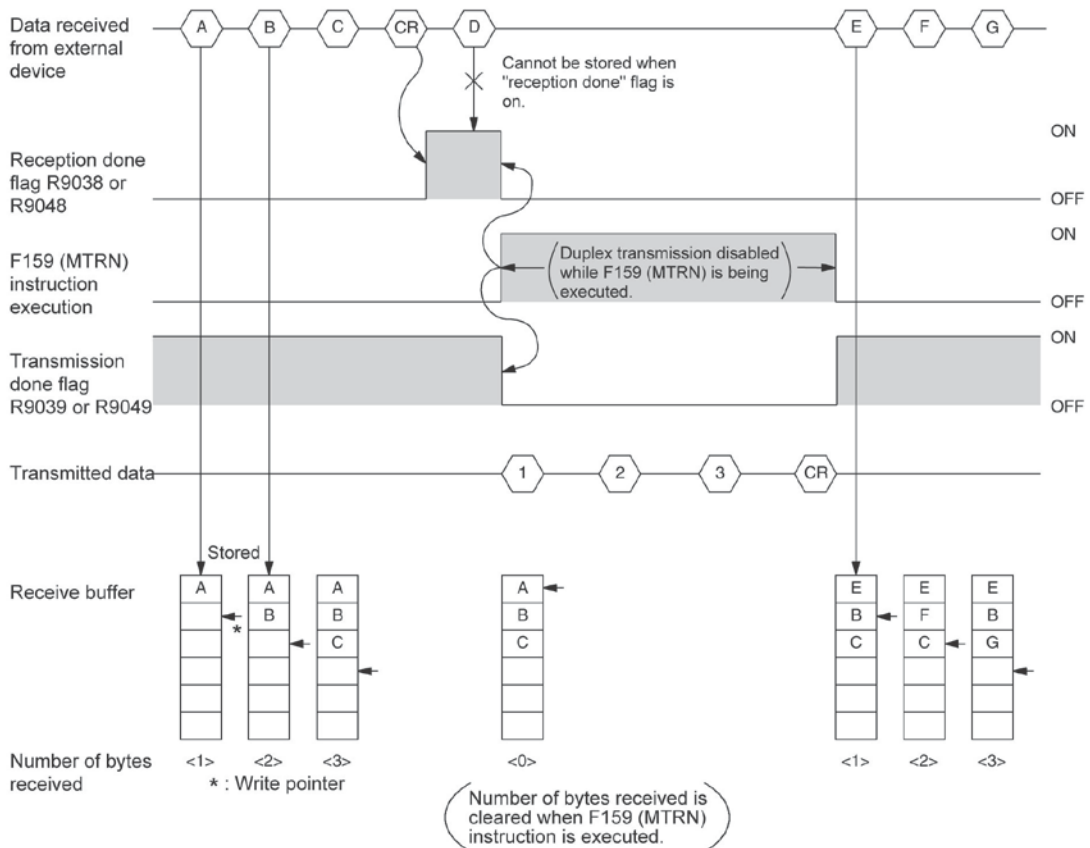 Data received
from external
device
A B C CR D E F G
Cannot be stored when
"reception done" flag is
on.
Reception done
flag R9038 or
R9048
ON
OFF
F159 (MTRN)
instruction
execution
(Duplex transmission disabled
while F159 (MTRN) is being
executed.)
ON
OFF
Transmission
done flag
R9039 or R9049
ON
OFF
Transmitted data
1 2 3 CR
Stored
Receive buffer
A A A A E E E
B B B B F B
C C C C G
*
Number of bytes
received
<1> <2> <3> <0> <1> <2> <3>
* : Write pointer
(Number of bytes received is
cleared when F159 (MTRN)
instruction is executed.)